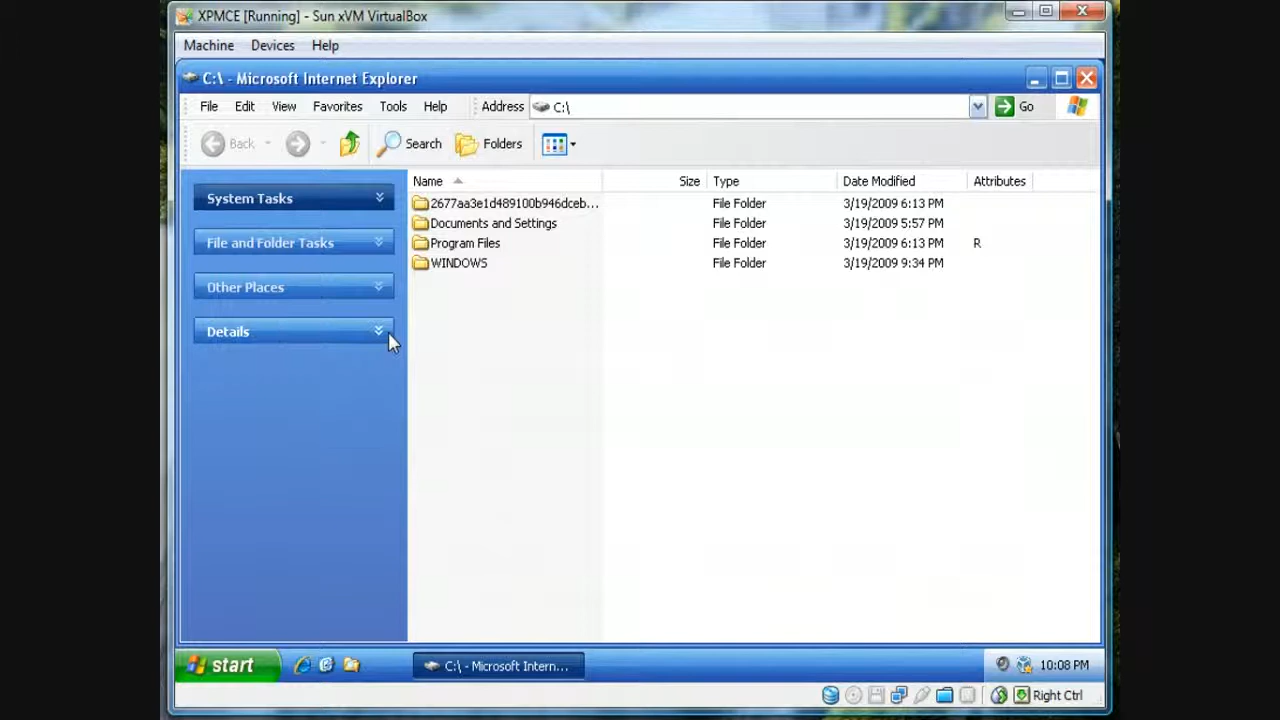 XPMCE [Running] - Sun xVM VirtualBox
Machine Devices Help
C:\ - Microsoft Internet Explorer
File Edit View Favorites Tools Help Address C:\ Go
Back Search Folders
System Tasks
File and Folder Tasks
Other Places
Details
Name Size Type Date Modified Attributes
2677aa3e1d489100b946dceb... File Folder 3/19/2009 6:13 PM
Documents and Settings File Folder 3/19/2009 5:57 PM
Program Files File Folder 3/19/2009 6:13 PM R
WINDOWS File Folder 3/19/2009 9:34 PM
start C:\ - Microsoft Intern... 10:08 PM
Right Ctrl